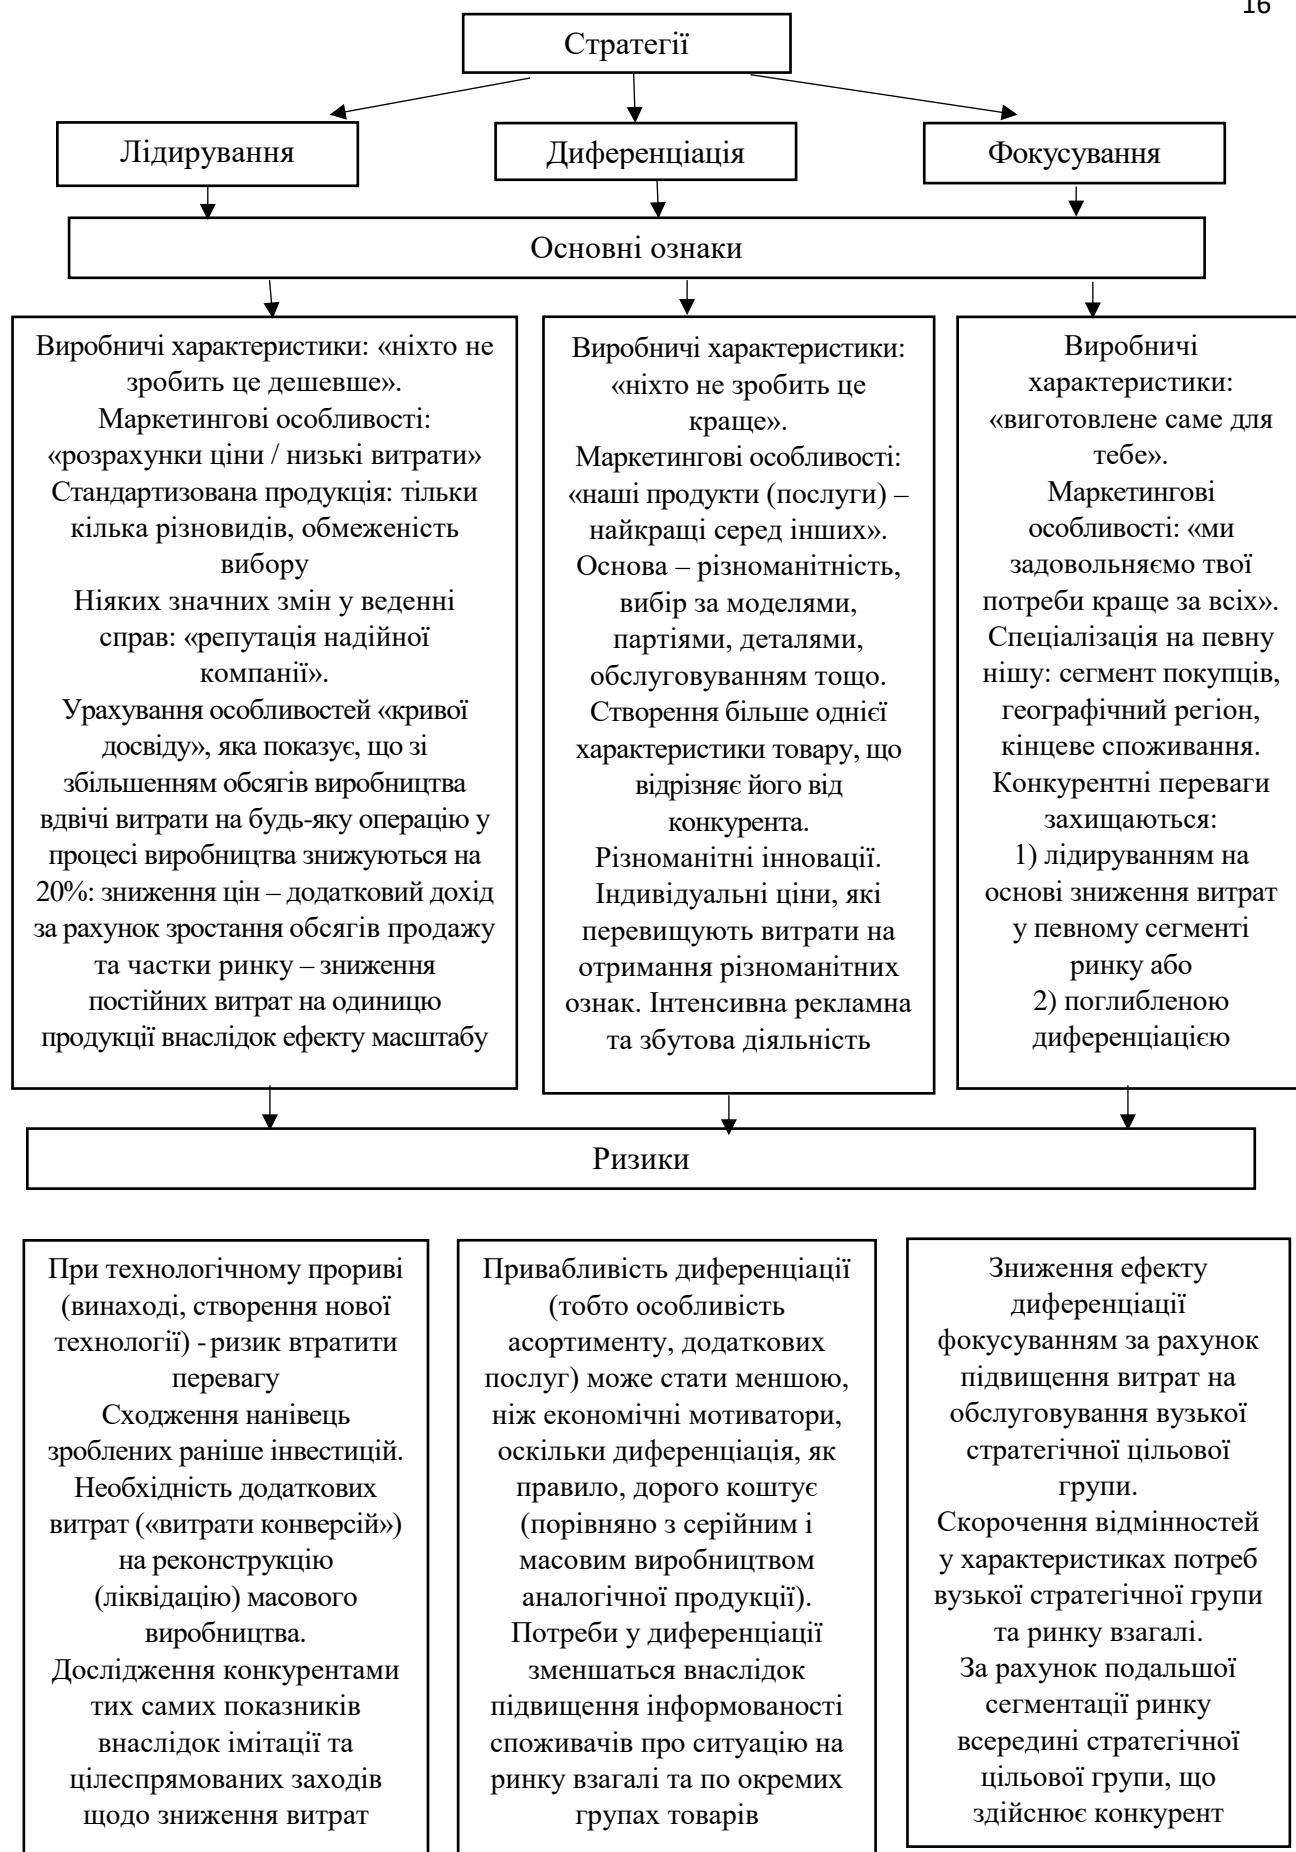 16
Стратегії
Лідирування
Диференціація
Фокусування
Основні ознаки
Виробничі характеристики: «ніхто не
зробить це дешевше».
Маркетингові особливості:
«розрахунки ціни / низькі витрати»
Стандартизована продукція: тільки
кілька різновидів, обмеженість
вибору
Ніяких значних змін у веденні
справ: «репутація надійної
компанії».
Урахування особливостей «кривої
досвіду», яка показує, що зі
збільшенням обсягів виробництва
вдвічі витрати на будь-яку операцію у
процесі виробництва знижуються на
20%: зниження цін – додатковий дохід
за рахунок зростання обсягів продажу
та частки ринку – зниження
постійних витрат на одиницю
продукції внаслідок ефекту масштабу
Виробничі характеристики:
«ніхто не зробить це
краще».
Маркетингові особливості:
«наші продукти (послуги) –
найкращі серед інших».
Основа – різноманітність,
вибір за моделями,
партіями, деталями,
обслуговуванням тощо.
Створення більше однієї
характеристики товару, що
відрізняє його від
конкурента.
Різноманітні інновації.
Індивідуальні ціни, які
перевищують витрати на
отримання різноманітних
ознак. Інтенсивна рекламна
та збутова діяльність
Виробничі
характеристики:
«виготовлене саме для
тебе».
Маркетингові
особливості: «ми
задовольняємо твої
потреби краще за всіх».
Спеціалізація на певну
нішу: сегмент покупців,
географічний регіон,
кінцеве споживання.
Конкурентні переваги
захищаються:
1) лідируванням на
основі зниження витрат
у певному сегменті
ринку або
2) поглибленою
диференціацією
Ризики
При технологічному прориві
(винаході, створення нової
технології) - ризик втратити
перевагу
Сходження нанівець
зроблених раніше інвестицій.
Необхідність додаткових
витрат («витрати конверсій»)
на реконструкцію
(ліквідацію) масового
виробництва.
Дослідження конкурентами
тих самих показників
внаслідок імітації та
цілеспрямованих заходів
щодо зниження витрат
Привабливість диференціації
(тобто особливість
асортименту, додаткових
послуг) може стати меншою,
ніж економічні мотиватори,
оскільки диференціація, як
правило, дорого коштує
(порівняно з серійним і
масовим виробництвом
аналогічної продукції).
Потреби у диференціації
зменшаться внаслідок
підвищення інформованості
споживачів про ситуацію на
ринку взагалі та по окремих
групах товарів
Зниження ефекту
диференціації
фокусуванням за рахунок
підвищення витрат на
обслуговування вузької
стратегічної цільової
групи.
Скорочення відмінностей
у характеристиках потреб
вузької стратегічної групи
та ринку взагалі.
За рахунок подальшої
сегментації ринку
всередині стратегічної
цільової групи, що
здійснює конкурент